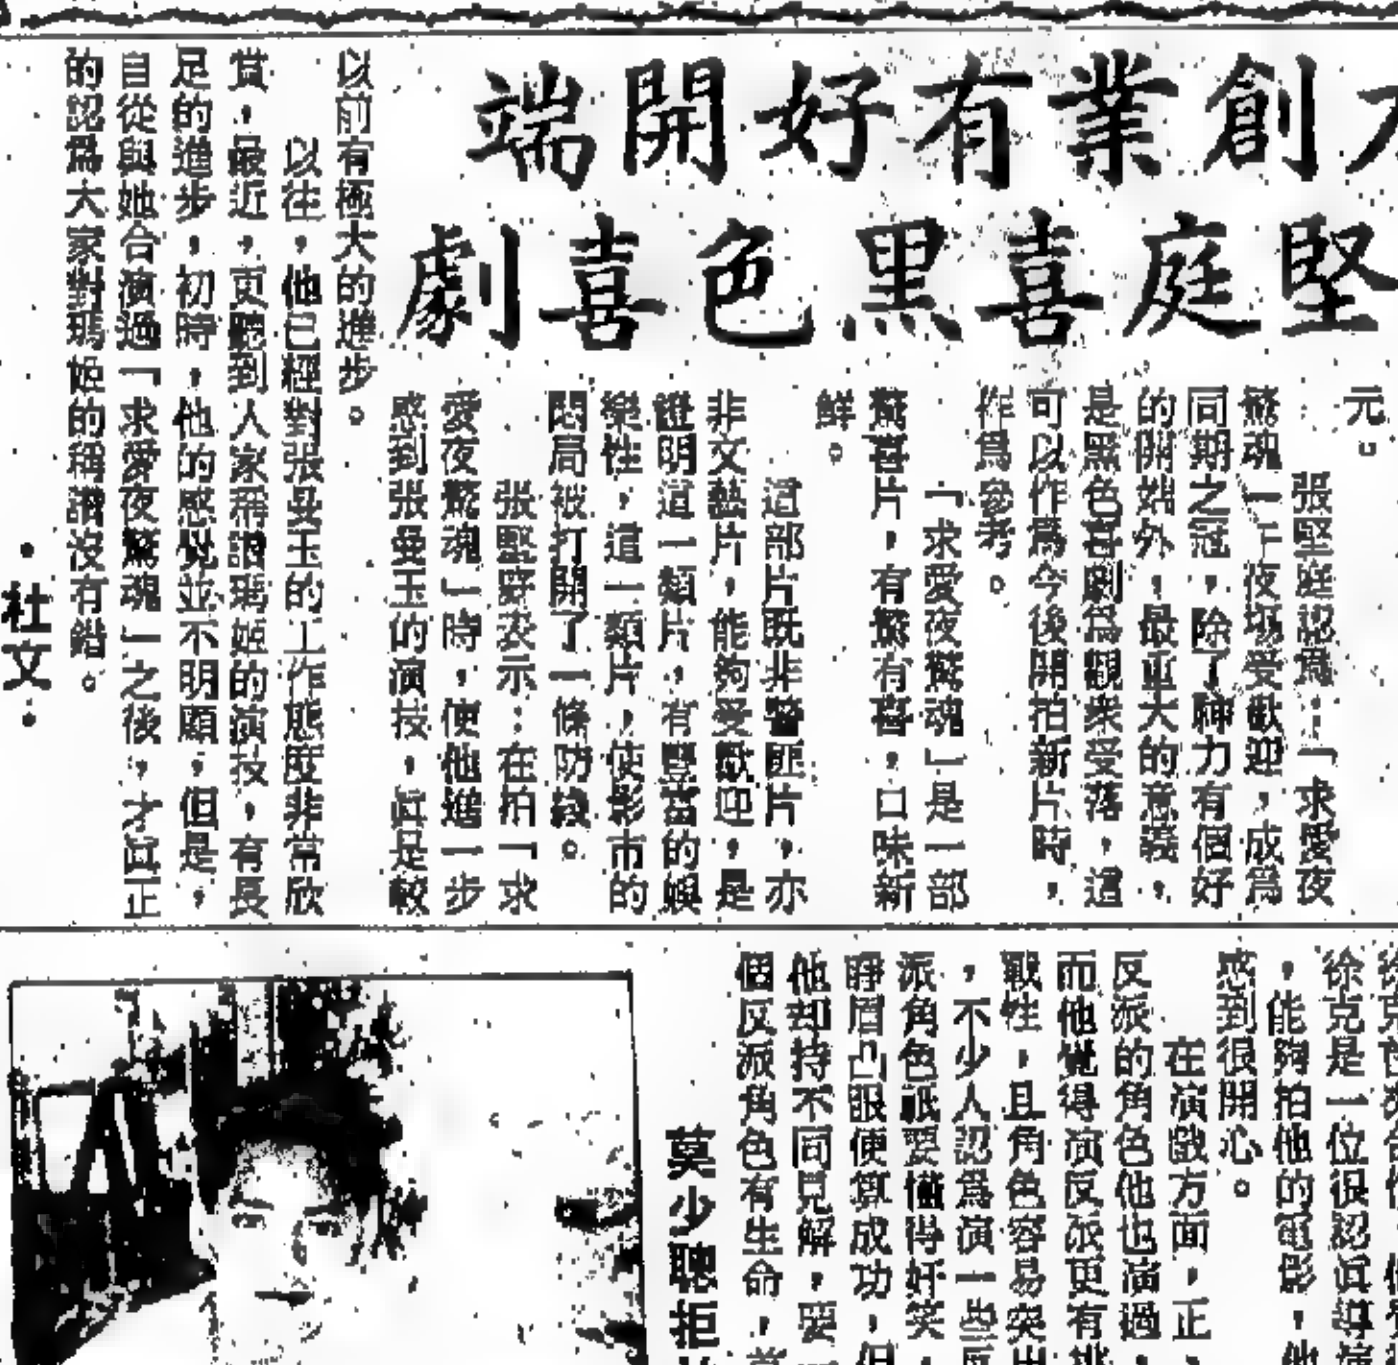 創業有好開端
堅庭喜黑色喜劇
元。
張堅庭認爲:「求愛夜
驚魂」午夜場受歡迎,成爲
同期之冠,除了神力有個好
的開端外,最重大的意義,
是黑色喜劇爲觀衆受落,這
可以作爲今後開拍新片時,
作爲參考。
「求愛夜驚魂」是一部
驚喜片,有驚有喜,口味新
鮮。
這部片既非警匪片,亦
非文藝片,能夠受歡迎,是
證明這一類片,有豐富的娛
樂性,這一類片,使影市的
悶局被打開了一條防綫。
張堅庭表示:在拍「求
愛夜驚魂」時,使他進一步
感到張曼玉的演技,眞是較
以前有極大的進步。
以往,他已經對張曼玉的工作態度非常欣
賞,最近,更聽到人家稱讚瑪姬的演技,有長
足的進步,初時,他的感覺並不明顯,但是,
自從與她合演過「求愛夜驚魂」之後,才眞正
的認爲大家對瑪姬的稱讚沒有錯。
·杜文·
徐克是一位很認眞導演
,能夠拍他的電影,他
感到很開心。
在演戲方面,正、
反派的角色他也演過,
而他覺得演反派更有挑
戰性,且角色容易突出
,不少人認爲演一些反
派角色祇要懂得奸笑,
睜眉凸眼便算成功,但
他却持不同見解,要
個反派角色有生命,首
莫少聰拒